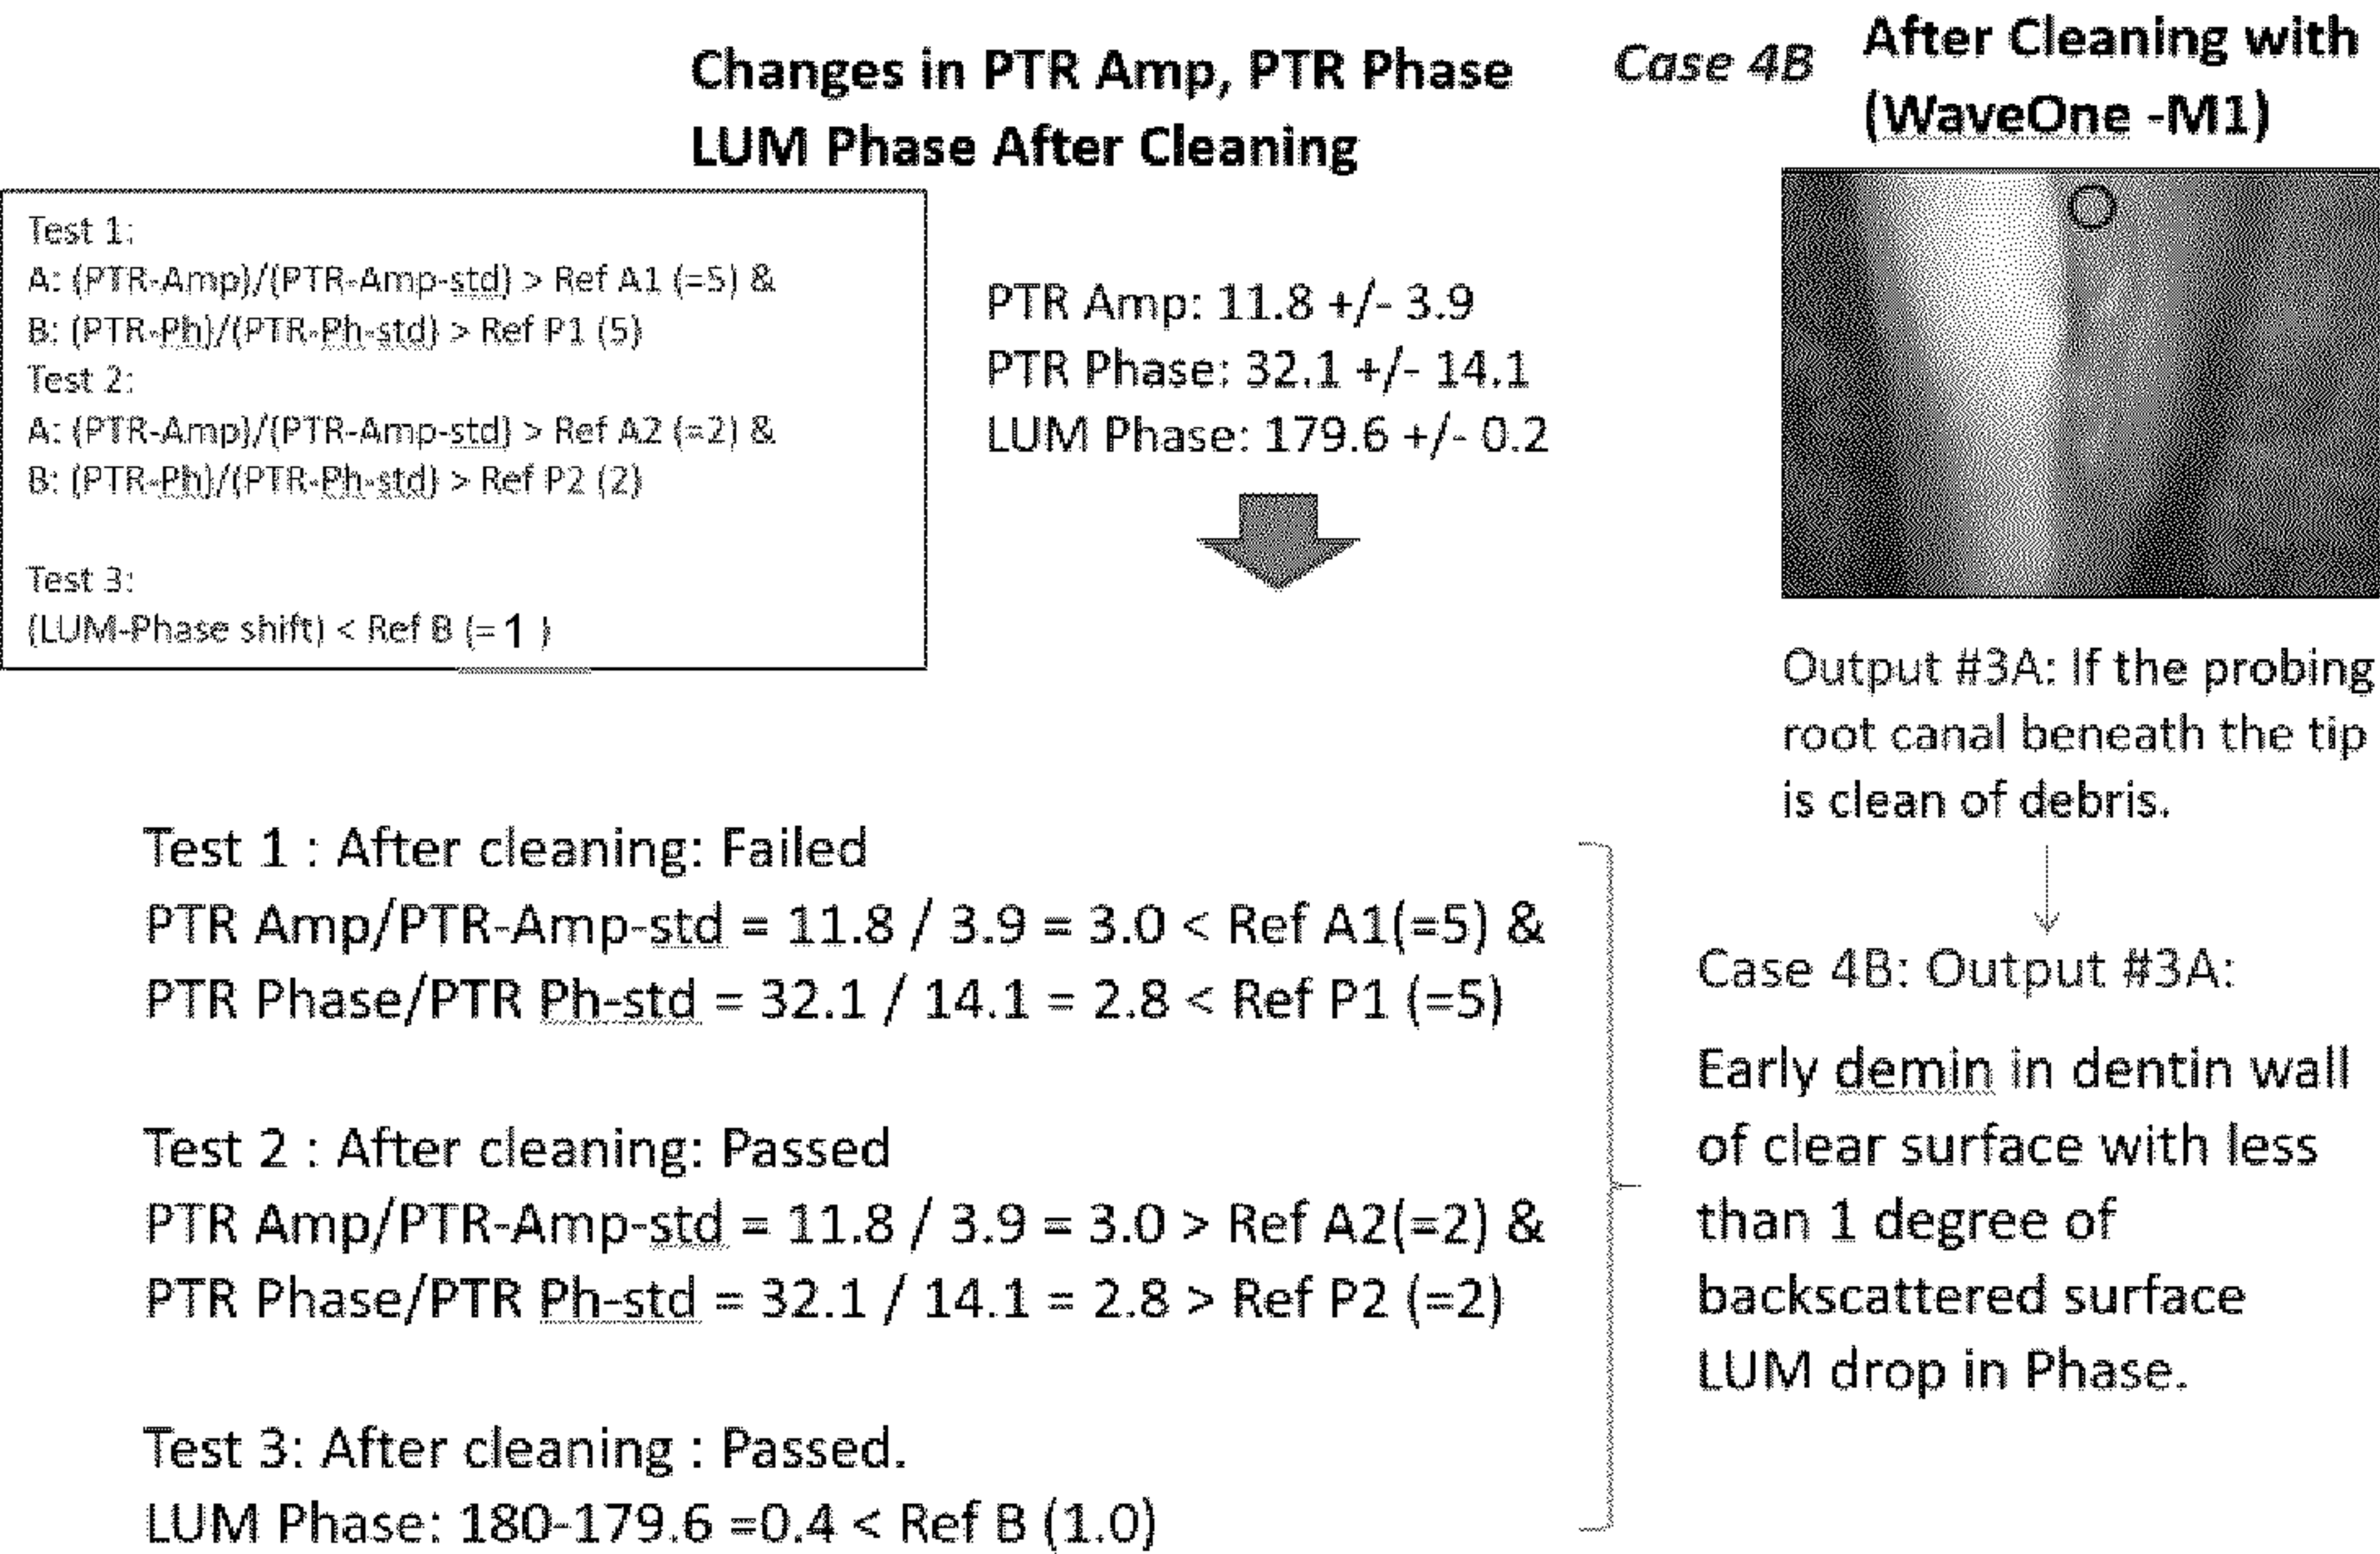 Changes in PTR Amp, PTR Phase
LUM Phase After Cleaning
Case 4B
After Cleaning with
(WaveOne -M1)
Test 1:
A: (PTR-Amp)/(PTR-Amp-std) > Ref A1 (=5) &
B: (PTR-Ph)/(PTR-Ph-std) > Ref P1 (5)
Test 2:
A: (PTR-Amp)/(PTR-Amp-std) > Ref A2 (=2) &
B: (PTR-Ph)/(PTR-Ph-std) > Ref P2 (2)
Test 3:
(LUM-Phase shift) < Ref B (= 1 )
PTR Amp: 11.8 +/- 3.9
PTR Phase: 32.1 +/- 14.1
LUM Phase: 179.6 +/- 0.2
Output #3A: If the probing
root canal beneath the tip
is clean of debris.
Test 1 : After cleaning: Failed
PTR Amp/PTR-Amp-std = 11.8 / 3.9 = 3.0 < Ref A1(=5) &
PTR Phase/PTR Ph-std = 32.1 / 14.1 = 2.8 < Ref P1 (=5)
Test 2 : After cleaning: Passed
PTR Amp/PTR-Amp-std = 11.8 / 3.9 = 3.0 > Ref A2(=2) &
PTR Phase/PTR Ph-std = 32.1 / 14.1 = 2.8 > Ref P2 (=2)
Test 3: After cleaning : Passed.
LUM Phase: 180-179.6 =0.4 < Ref B (1.0)
Case 4B: Output #3A:
Early demin in dentin wall
of clear surface with less
than 1 degree of
backscattered surface
LUM drop in Phase.